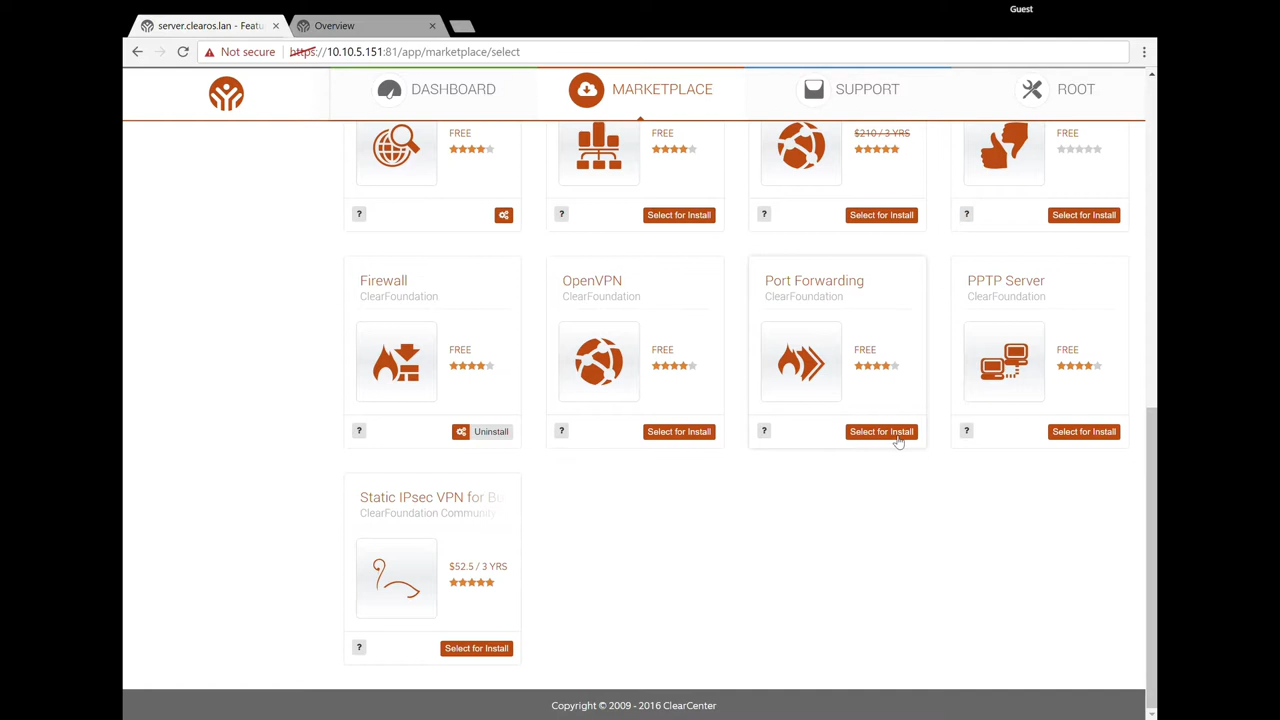 Guest
server.clearos.lan - Featu
Overview
Not secure
https://10.10.5.151:81/app/marketplace/select
DASHBOARD
MARKETPLACE
SUPPORT
ROOT
FREE
FREE
$210 / 3 YRS
FREE
?
?
Select for Install
?
Select for Install
?
Select for Install
Firewall
ClearFoundation
FREE
?
Uninstall
OpenVPN
ClearFoundation
FREE
?
Select for Install
Port Forwarding
ClearFoundation
FREE
?
Select for Install
PPTP Server
ClearFoundation
FREE
?
Select for Install
Static IPsec VPN for Bu
ClearFoundation Community
$52.5 / 3 YRS
?
Select for Install
Copyright © 2009 - 2016 ClearCenter